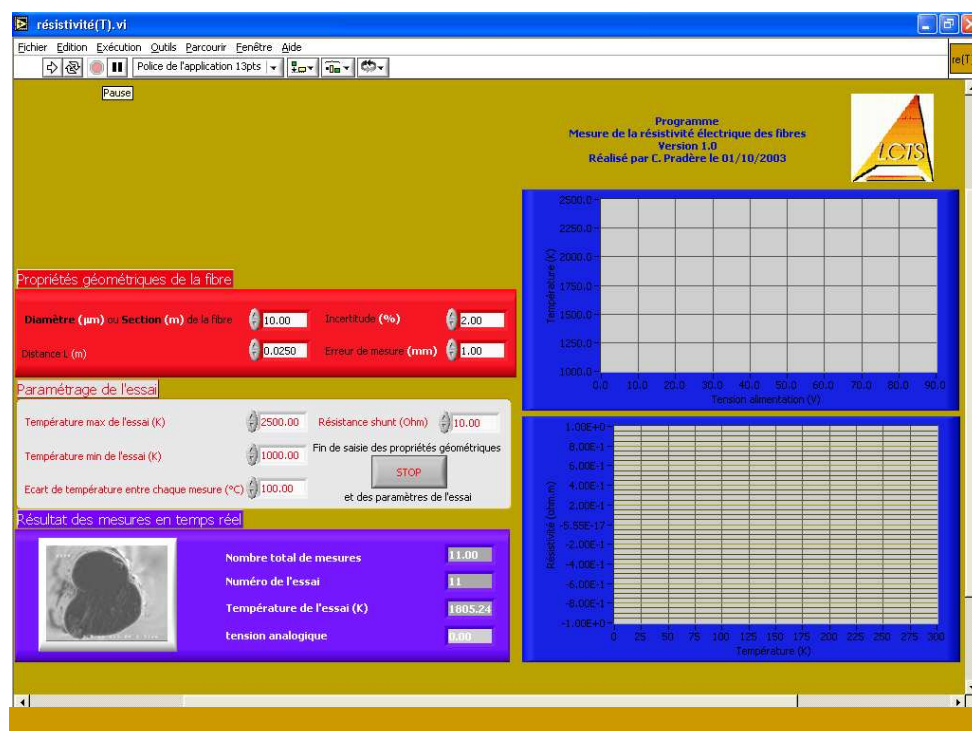 résistivité(T).vi
Fichier Edition Exécution Outils Parcourir Fenêtre Aide
Police de l'application 13pts
re(T
Pause
Programme
Mesure de la résistivité électrique des fibres
Version 1.0
Réalisé par C. Pradère le 01/10/2003
LCTS
Propriétés géométriques de la fibre
Diamètre (µm) ou Section (m) de la fibre 10.00 Incertitude (%) 2.00
Distance L (m) 0.0250 Erreur de mesure (mm) 1.00
Paramétrage de l'essai
Température max de l'essai (K) 2500.00 Résistance shunt (Ohm) 10.00
Température min de l'essai (K) 1000.00 Fin de saisie des propriétés géométriques
STOP
Ecart de température entre chaque mesure (°C) 100.00 et des paramètres de l'essai
Résultat des mesures en temps réel
Nombre total de mesures 11.00
Numéro de l'essai 11
Température de l'essai (K) 1805.24
tension analogique 0.00
Température (K)
2500.0
2250.0
2000.0
1750.0
1500.0
1250.0
1000.0
0.0 10.0 20.0 30.0 40.0 50.0 60.0 70.0 80.0 90.0
Tension alimentation (V)
Résistivité (ohm.m)
1.00E+0
8.00E-1
6.00E-1
4.00E-1
2.00E-1
-5.55E-17
-2.00E-1
-4.00E-1
-6.00E-1
-8.00E-1
-1.00E+0
0 25 50 75 100 125 150 175 200 225 250 275 300
Température (K)